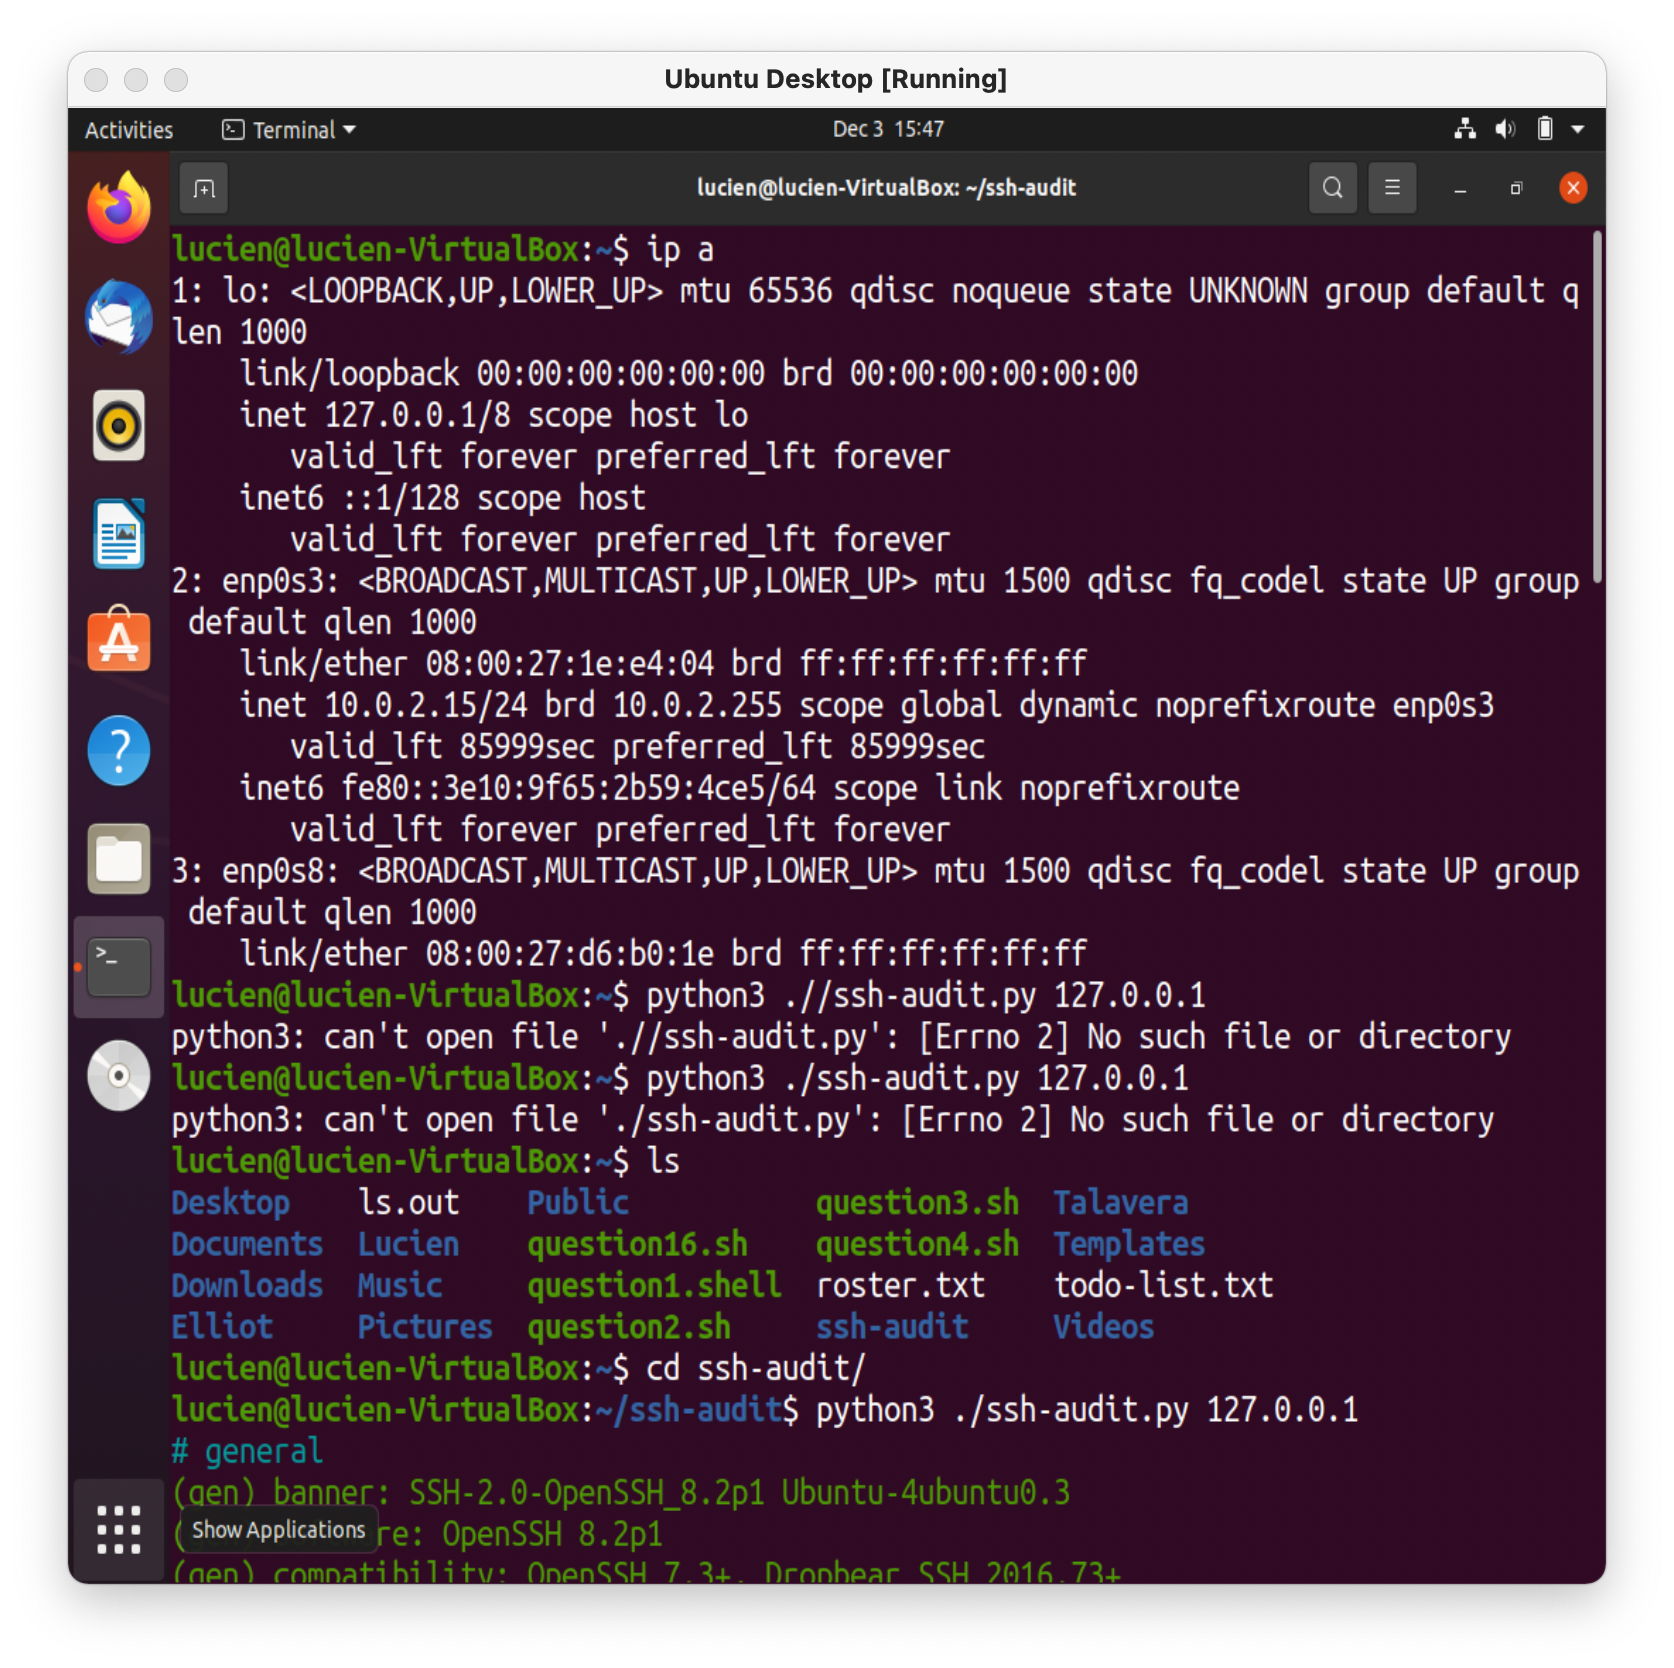 Ubuntu Desktop [Running]
Activities
Terminal
Dec 3 15:47
lucien@lucien-VirtualBox: ~/ssh-audit
lucien@lucien-VirtualBox:~$ ip a
1: lo: <LOOPBACK,UP,LOWER_UP> mtu 65536 qdisc noqueue state UNKNOWN group default q
len 1000
    link/loopback 00:00:00:00:00:00 brd 00:00:00:00:00:00
    inet 127.0.0.1/8 scope host lo
       valid_lft forever preferred_lft forever
    inet6 ::1/128 scope host
       valid_lft forever preferred_lft forever
2: enp0s3: <BROADCAST,MULTICAST,UP,LOWER_UP> mtu 1500 qdisc fq_codel state UP group
 default qlen 1000
    link/ether 08:00:27:1e:e4:04 brd ff:ff:ff:ff:ff:ff
    inet 10.0.2.15/24 brd 10.0.2.255 scope global dynamic noprefixroute enp0s3
       valid_lft 85999sec preferred_lft 85999sec
    inet6 fe80::3e10:9f65:2b59:4ce5/64 scope link noprefixroute
       valid_lft forever preferred_lft forever
3: enp0s8: <BROADCAST,MULTICAST,UP,LOWER_UP> mtu 1500 qdisc fq_codel state UP group
 default qlen 1000
    link/ether 08:00:27:d6:b0:1e brd ff:ff:ff:ff:ff:ff
lucien@lucien-VirtualBox:~$ python3 .//ssh-audit.py 127.0.0.1
python3: can't open file './/ssh-audit.py': [Errno 2] No such file or directory
lucien@lucien-VirtualBox:~$ python3 ./ssh-audit.py 127.0.0.1
python3: can't open file './ssh-audit.py': [Errno 2] No such file or directory
lucien@lucien-VirtualBox:~$ ls
Desktop    ls.out    Public           question3.sh  Talavera
Documents  Lucien    question16.sh    question4.sh  Templates
Downloads  Music     question1.shell  roster.txt    todo-list.txt
Elliot     Pictures  question2.sh     ssh-audit     Videos
lucien@lucien-VirtualBox:~$ cd ssh-audit/
lucien@lucien-VirtualBox:~/ssh-audit$ python3 ./ssh-audit.py 127.0.0.1
# general
(gen) banner: SSH-2.0-OpenSSH_8.2p1 Ubuntu-4ubuntu0.3
Show Applications
re: OpenSSH 8.2p1
(gen) compatibility: OpenSSH 7.3+, Dropbear SSH 2016.73+